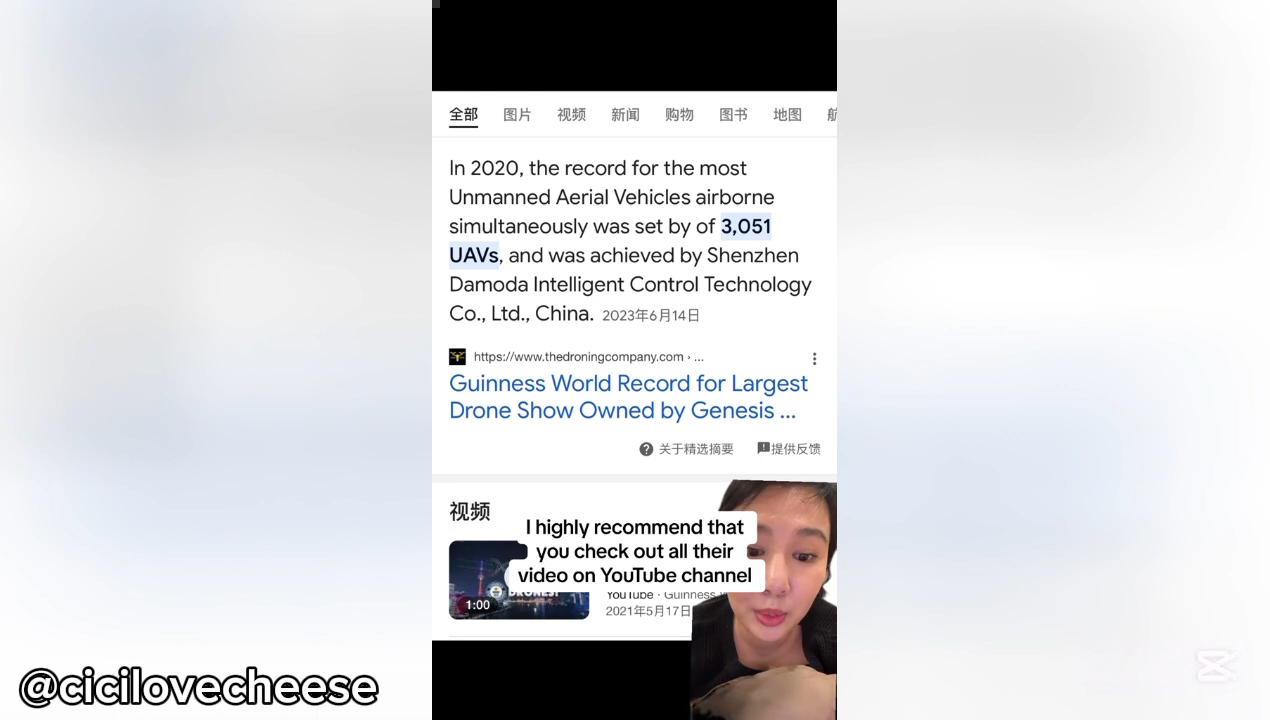 全部 图片 视频 新闻 购物 图书 地图
In 2020, the record for the most
Unmanned Aerial Vehicles airborne
simultaneously was set by of 3,051
UAVs, and was achieved by Shenzhen
Damoda Intelligent Control Technology
Co., Ltd., China. 2023年6月14日
https://www.thedroningcompany.com › ...
Guinness World Record for Largest
Drone Show Owned by Genesis ...
关于精选摘要 提供反馈
视频
I highly recommend that
you check out all their
video on YouTube channel
1:00
YouTube · Guinness
2021年5月17日
@cicilovecheese